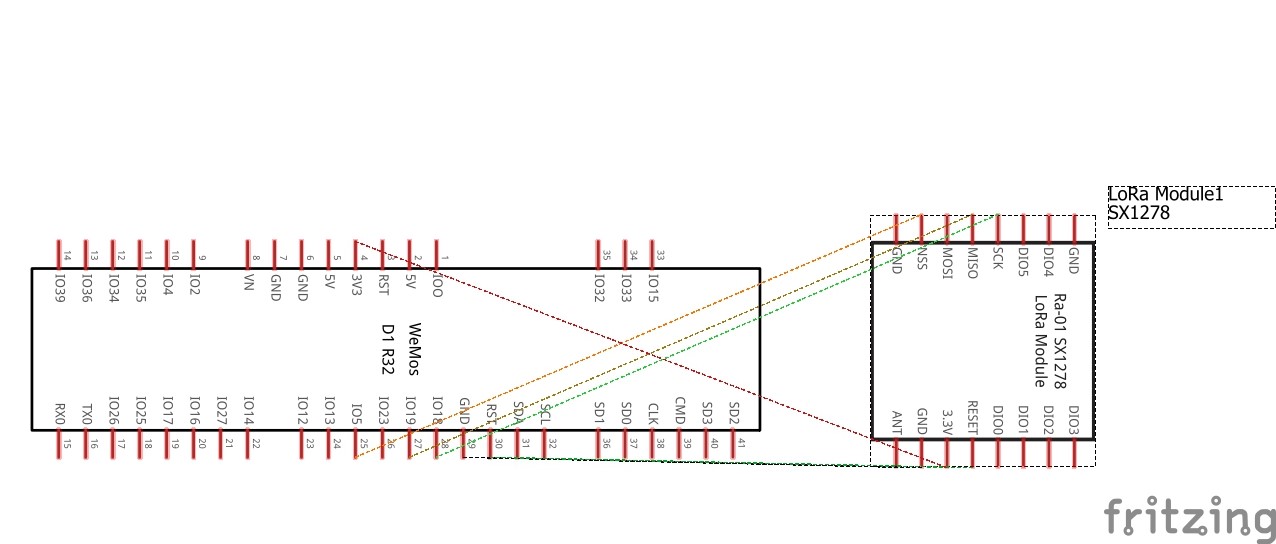 LoRa Module1
SX1278
14 13 12 11 10 9 8 7 6 5 4 3 2 1 35 34 33
IO39 IO36 IO34 IO35 IO4 IO2 VN GND GND 5V 3V3 RST 5V IOO IO32 IO33 IO15
GND NSS MOSI MISO SCK DIO5 DIO4 GND
WeMos
D1 R32
Ra-01 SX1278
LoRa Module
RX0 TX0 IO26 IO25 IO17 IO16 IO27 IO14 IO12 IO13 IO5 IO23 IO19 IO18 GND RST SDA SCL SD1 SD0 CLK CMD SD3 SD2
ANT GND 3.3V RESET DIO0 DIO1 DIO2 DIO3
15 16 17 18 19 20 21 22 23 24 25 26 27 28 29 30 31 32 36 37 38 39 40 41
fritzing